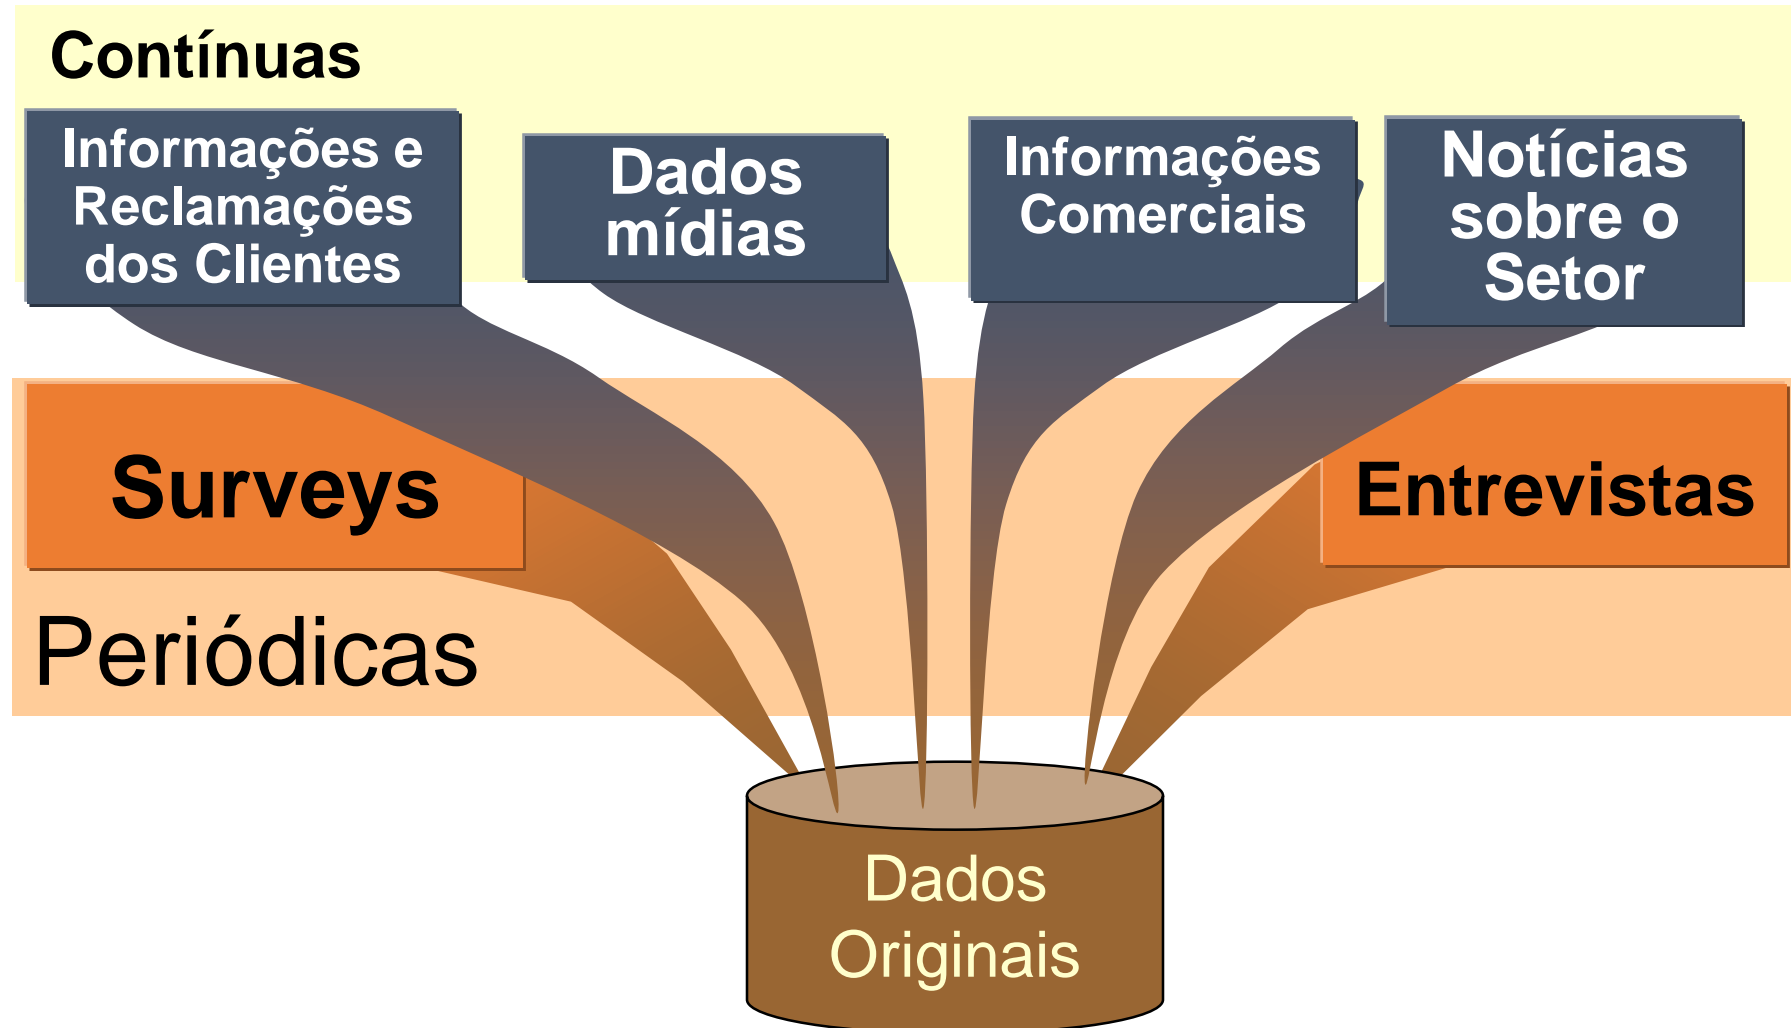 Contínuas
Informações e
Reclamações
dos Clientes
Dados
mídias
Informações
Comerciais
Notícias
sobre o
Setor
Surveys
Entrevistas
Periódicas
Dados
Originais